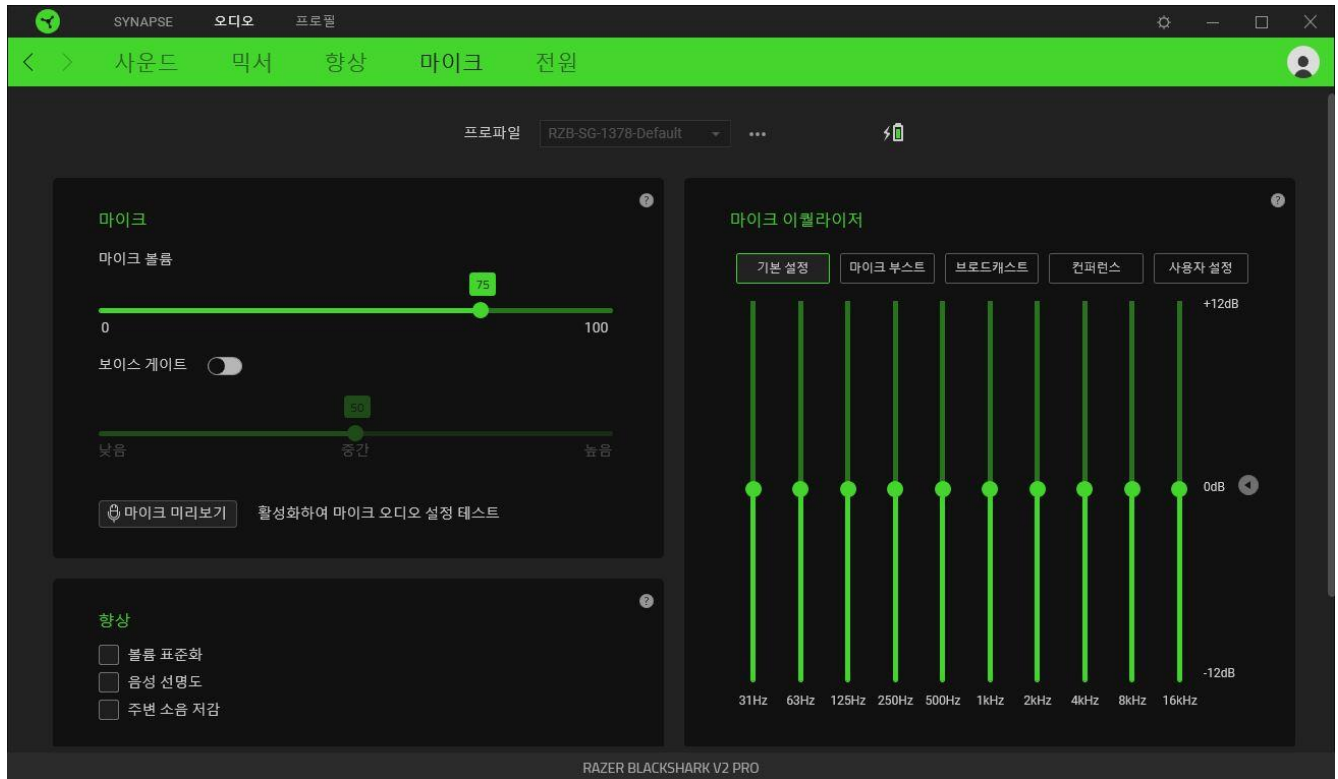 SYNAPSE 오디오 프로필
사운드 믹서 향상 마이크 전원
프로파일 RZB-SG-1378-Default
마이크
마이크 볼륨
75
0 100
보이스 게이트
50
낮음 중간 높음
마이크 미리보기 활성화하여 마이크 오디오 설정 테스트
향상
볼륨 표준화
음성 선명도
주변 소음 저감
마이크 이퀄라이저
기본 설정 마이크 부스트 브로드캐스트 컨퍼런스 사용자 설정
+12dB
0dB
-12dB
31Hz 63Hz 125Hz 250Hz 500Hz 1kHz 2kHz 4kHz 8kHz 16kHz
RAZER BLACKSHARK V2 PRO